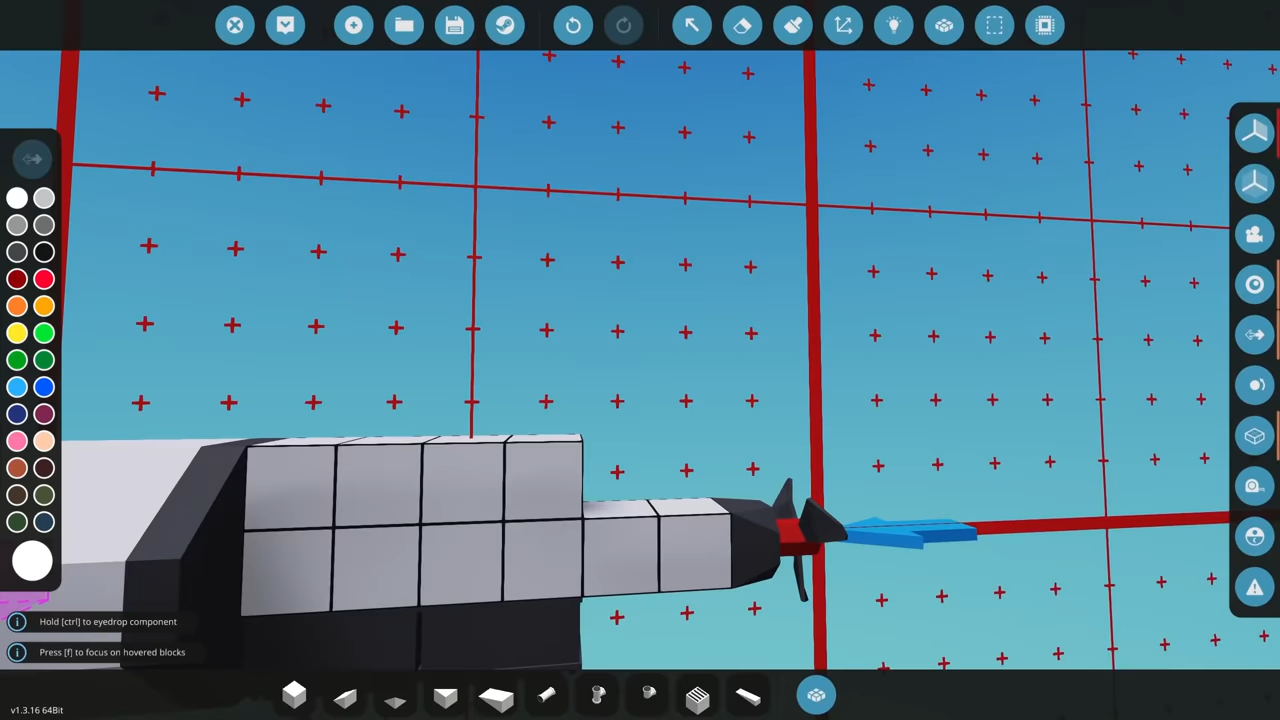 Hold [ctrl] to eyedrop component
Press [f] to focus on hovered blocks
v1.3.16 64Bit